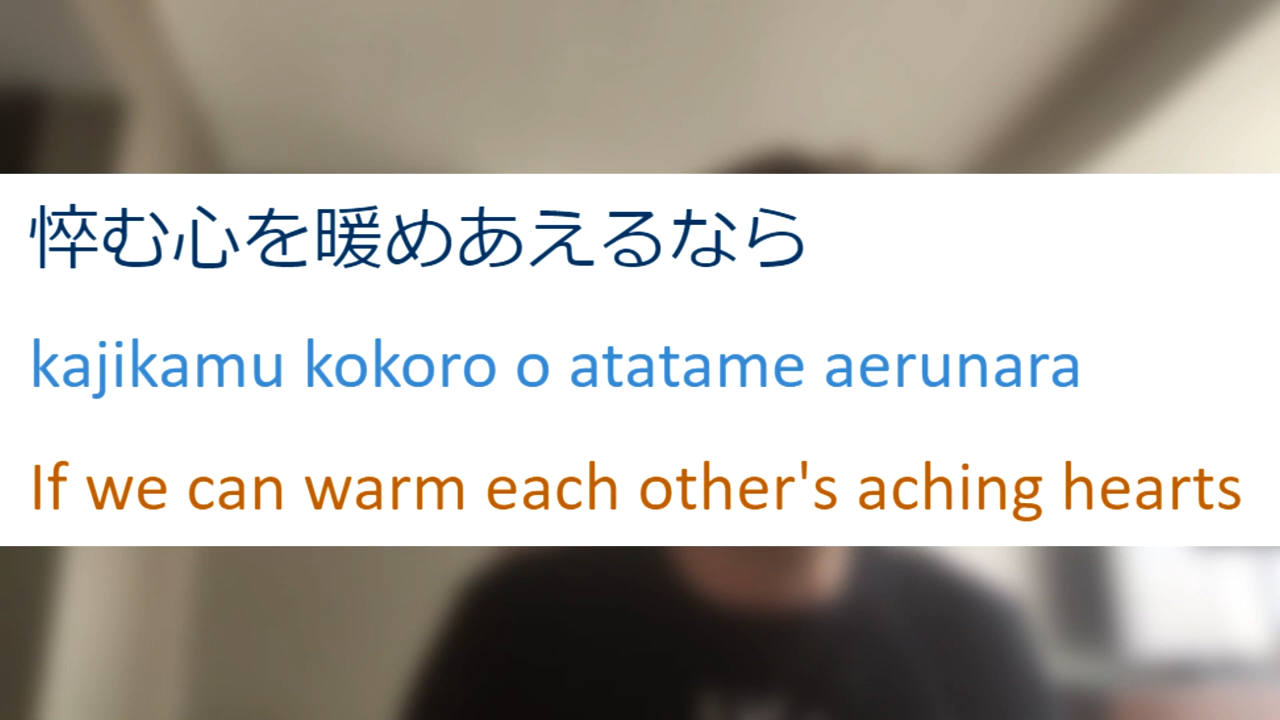 悴む心を暖めあえるなら
kajikamu kokoro o atatame aerunara
If we can warm each other's aching hearts